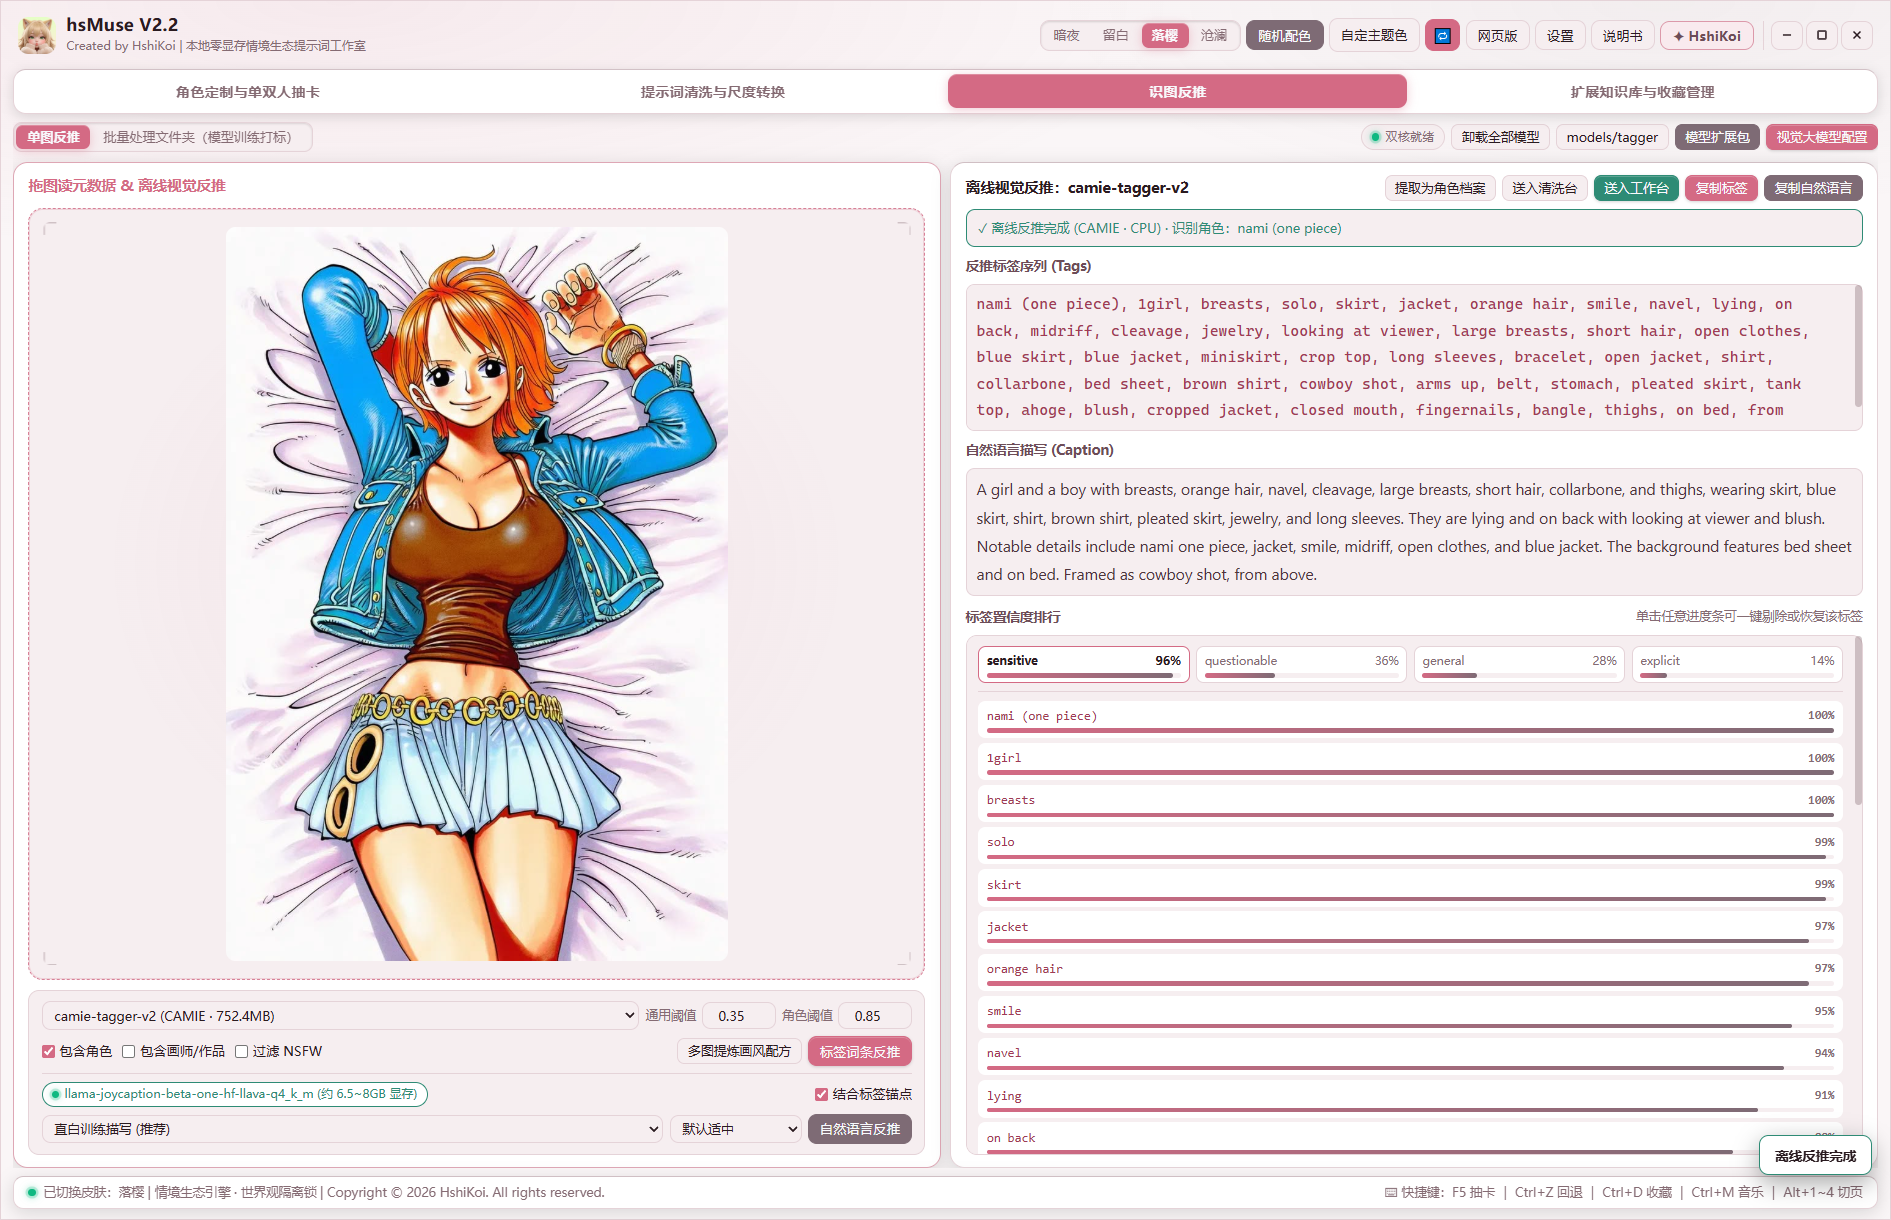 hsMuse V2.2
Created by HshiKoi | 本地零显存情境生态提示词工作室
暗夜 留白 落樱 沧澜 随机配色 自定主题色 网页版 设置 说明书 ✦ HshiKoi
角色定制与单双人抽卡 提示词清洗与尺度转换 识图反推 扩展知识库与收藏管理
单图反推 批量处理文件夹（模型训练打标）
双核就绪 卸载全部模型 models/tagger 模型扩展包 视觉大模型配置
拖图读元数据 & 离线视觉反推
camie-tagger-v2 (CAMIE · 752.4MB) 通用阈值 0.35 角色阈值 0.85
包含角色 包含画师/作品 过滤 NSFW 多图提炼画风配方 标签词条反推
llama-joycaption-beta-one-hf-llava-q4_k_m (约 6.5~8GB 显存) 结合标签锚点
直白训练描写 (推荐) 默认适中 自然语言反推
离线视觉反推：camie-tagger-v2 提取为角色档案 送入清洗台 送入工作台 复制标签 复制自然语言
✓ 离线反推完成 (CAMIE · CPU) · 识别角色：nami (one piece)
反推标签序列 (Tags)
nami (one piece), 1girl, breasts, solo, skirt, jacket, orange hair, smile, navel, lying, on
back, midriff, cleavage, jewelry, looking at viewer, large breasts, short hair, open clothes,
blue skirt, blue jacket, miniskirt, crop top, long sleeves, bracelet, open jacket, shirt,
collarbone, bed sheet, brown shirt, cowboy shot, arms up, belt, stomach, pleated skirt, tank
top, ahoge, blush, cropped jacket, closed mouth, fingernails, bangle, thighs, on bed, from
自然语言描写 (Caption)
A girl and a boy with breasts, orange hair, navel, cleavage, large breasts, short hair, collarbone, and thighs, wearing skirt, blue
skirt, shirt, brown shirt, pleated skirt, jewelry, and long sleeves. They are lying and on back with looking at viewer and blush.
Notable details include nami one piece, jacket, smile, midriff, open clothes, and blue jacket. The background features bed sheet
and on bed. Framed as cowboy shot, from above.
标签置信度排行 单击任意进度条可一键剔除或恢复该标签
sensitive 96% questionable 36% general 28% explicit 14%
nami (one piece) 100%
1girl 100%
breasts 100%
solo 99%
skirt 99%
jacket 97%
orange hair 97%
smile 95%
navel 94%
lying 91%
on back
离线反推完成
已切换皮肤：落樱 | 情境生态引擎 · 世界观隔离锁 | Copyright © 2026 HshiKoi. All rights reserved.
快捷键：F5 抽卡 | Ctrl+Z 回退 | Ctrl+D 收藏 | Ctrl+M 音乐 | Alt+1~4 切页